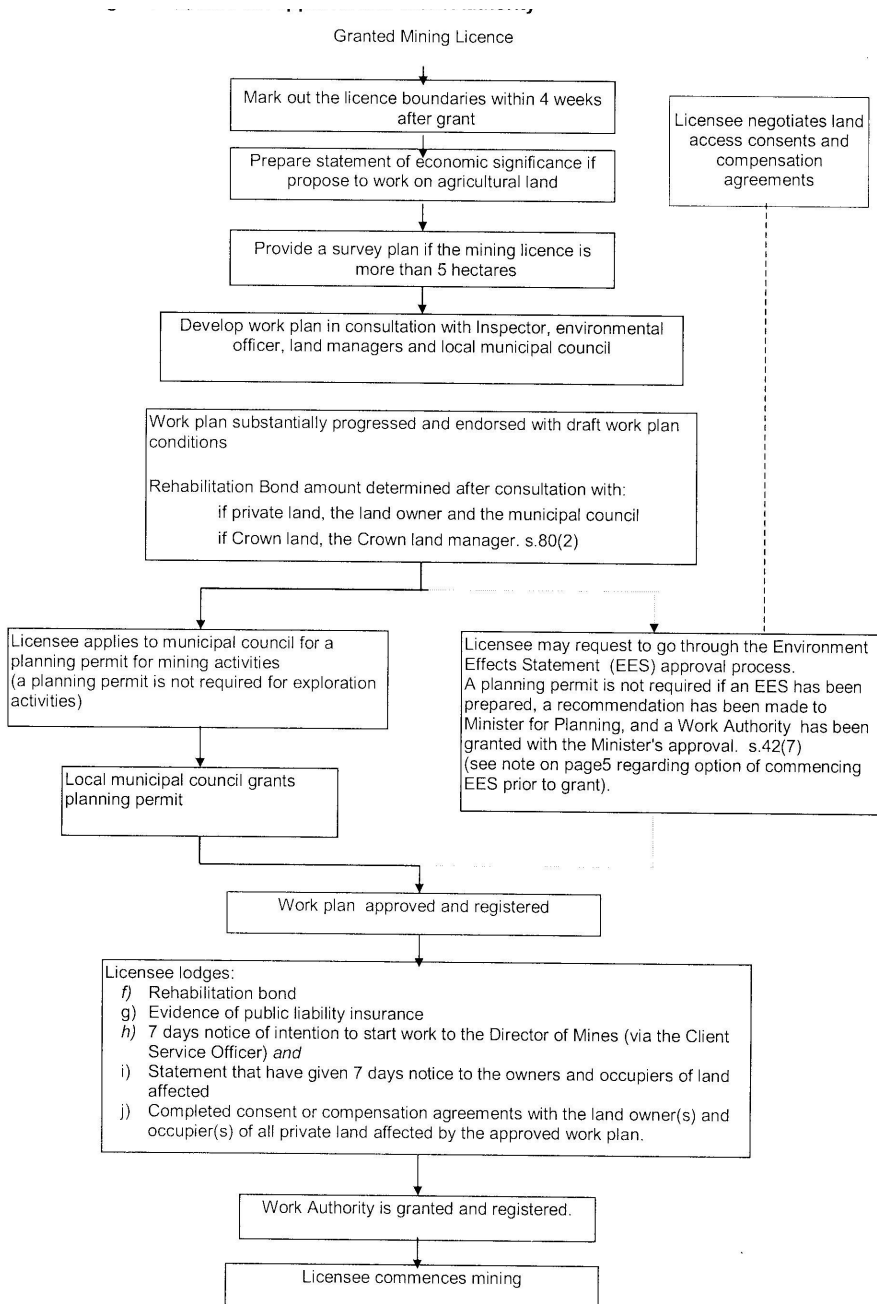 Granted Mining Licence
Mark out the licence boundaries within 4 weeks
after grant
Licensee negotiates land
access consents and
compensation
agreements
Prepare statement of economic significance if
propose to work on agricultural land
Provide a survey plan if the mining licence is
more than 5 hectares
Develop work plan in consultation with Inspector, environmental
officer, land managers and local municipal council
Work plan substantially progressed and endorsed with draft work plan
conditions
Rehabilitation Bond amount determined after consultation with:
if private land, the land owner and the municipal council
if Crown land, the Crown land manager. s.80(2)
Licensee applies to municipal council for a
planning permit for mining activities
(a planning permit is not required for exploration
activities)
Licensee may request to go through the Environment
Effects Statement (EES) approval process.
A planning permit is not required if an EES has been
prepared, a recommendation has been made to
Minister for Planning, and a Work Authority has been
granted with the Minister's approval. s.42(7)
(see note on page5 regarding option of commencing
EES prior to grant).
Local municipal council grants
planning permit
Work plan approved and registered
Licensee lodges:
f) Rehabilitation bond
g) Evidence of public liability insurance
h) 7 days notice of intention to start work to the Director of Mines (via the Client
Service Officer) and
i) Statement that have given 7 days notice to the owners and occupiers of land
affected
j) Completed consent or compensation agreements with the land owner(s) and
occupier(s) of all private land affected by the approved work plan.
Work Authority is granted and registered.
Licensee commences mining